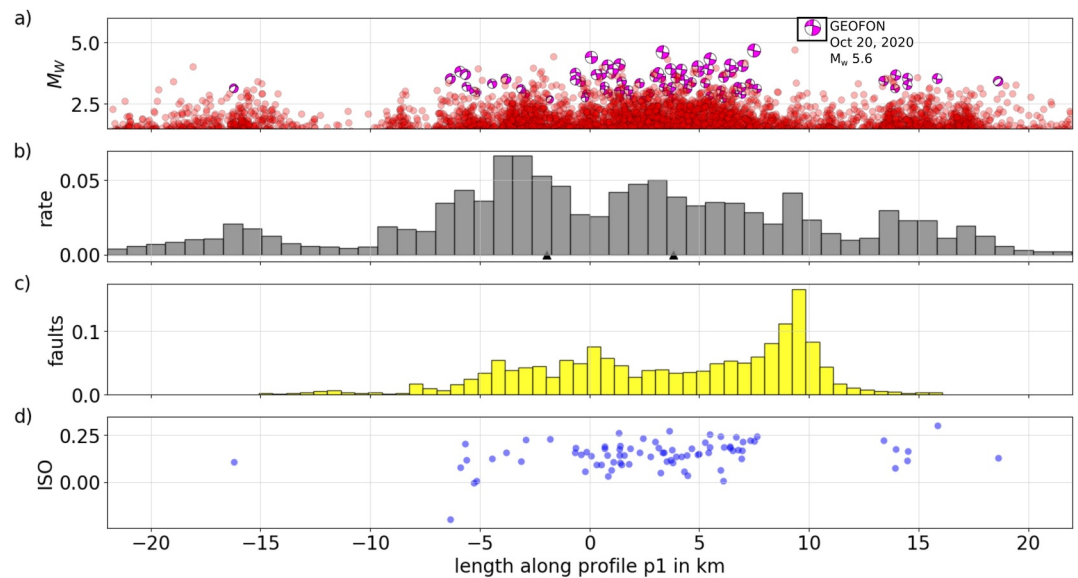 a)
GEOFON
Oct 20, 2020
Mw 5.6
5.0
2.5
Mw
b)
0.05
0.00
rate
c)
0.1
0.0
faults
d)
0.25
0.00
ISO
−20 −15 −10 −5 0 5 10 15 20
length along profile p1 in km